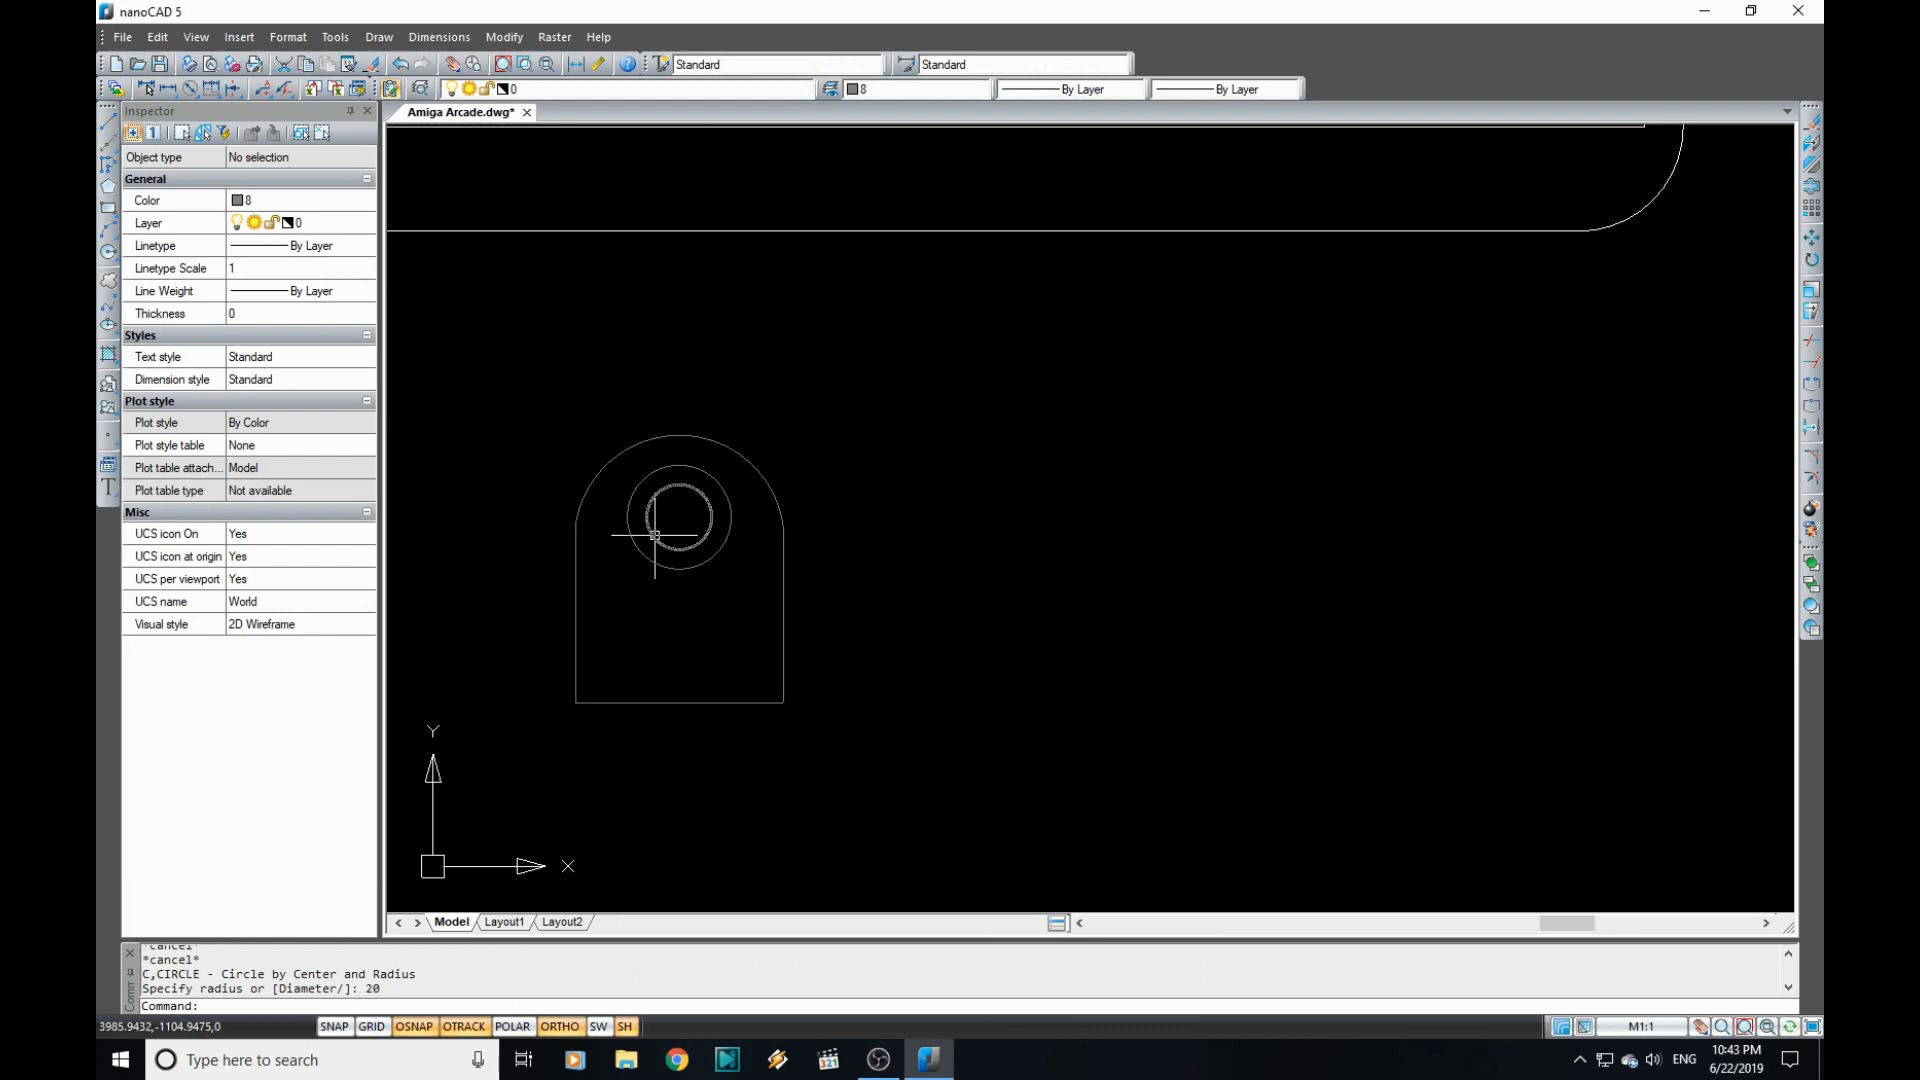 nanoCAD 5
File Edit View Insert Format Tools Draw Dimensions Modify Raster Help
Standard Standard
0 8 By Layer By Layer
Inspector Amiga Arcade.dwg*
1
Object type No selection
General
Color 8
Layer 0
Linetype By Layer
Linetype Scale 1
Line Weight By Layer
Thickness 0
Styles
Text style Standard
Dimension style Standard
Plot style
Plot style By Color
Plot style table None
Plot table attach... Model
Plot table type Not available
Misc
UCS icon On Yes
UCS icon at origin Yes
UCS per viewport Yes
UCS name World
Visual style 2D Wireframe
Y
X
Model Layout1 Layout2
*cancel*
*cancel*
C,CIRCLE - Circle by Center and Radius
Specify radius or [Diameter/]: 20
Command:
3985.9432,-1104.9475,0 SNAP GRID OSNAP OTRACK POLAR ORTHO SW SH M1:1
Type here to search 321 ENG 10:43 PM
6/22/2019